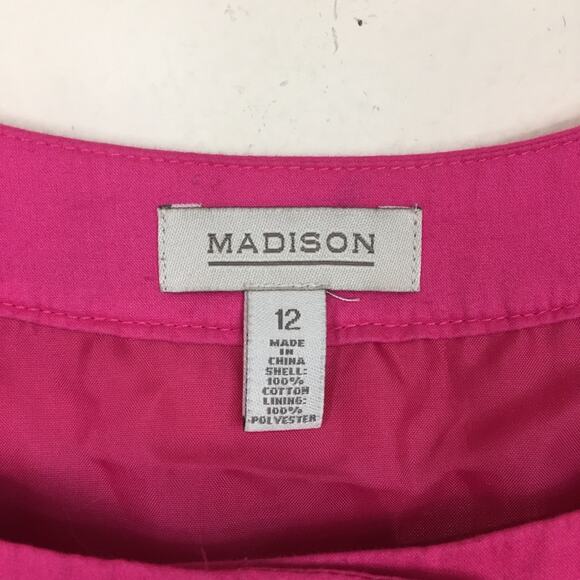 MADISON
12
MADE
IN
CHINA
SHELL:
100%
COTTON
LINING:
100%
POLYESTER